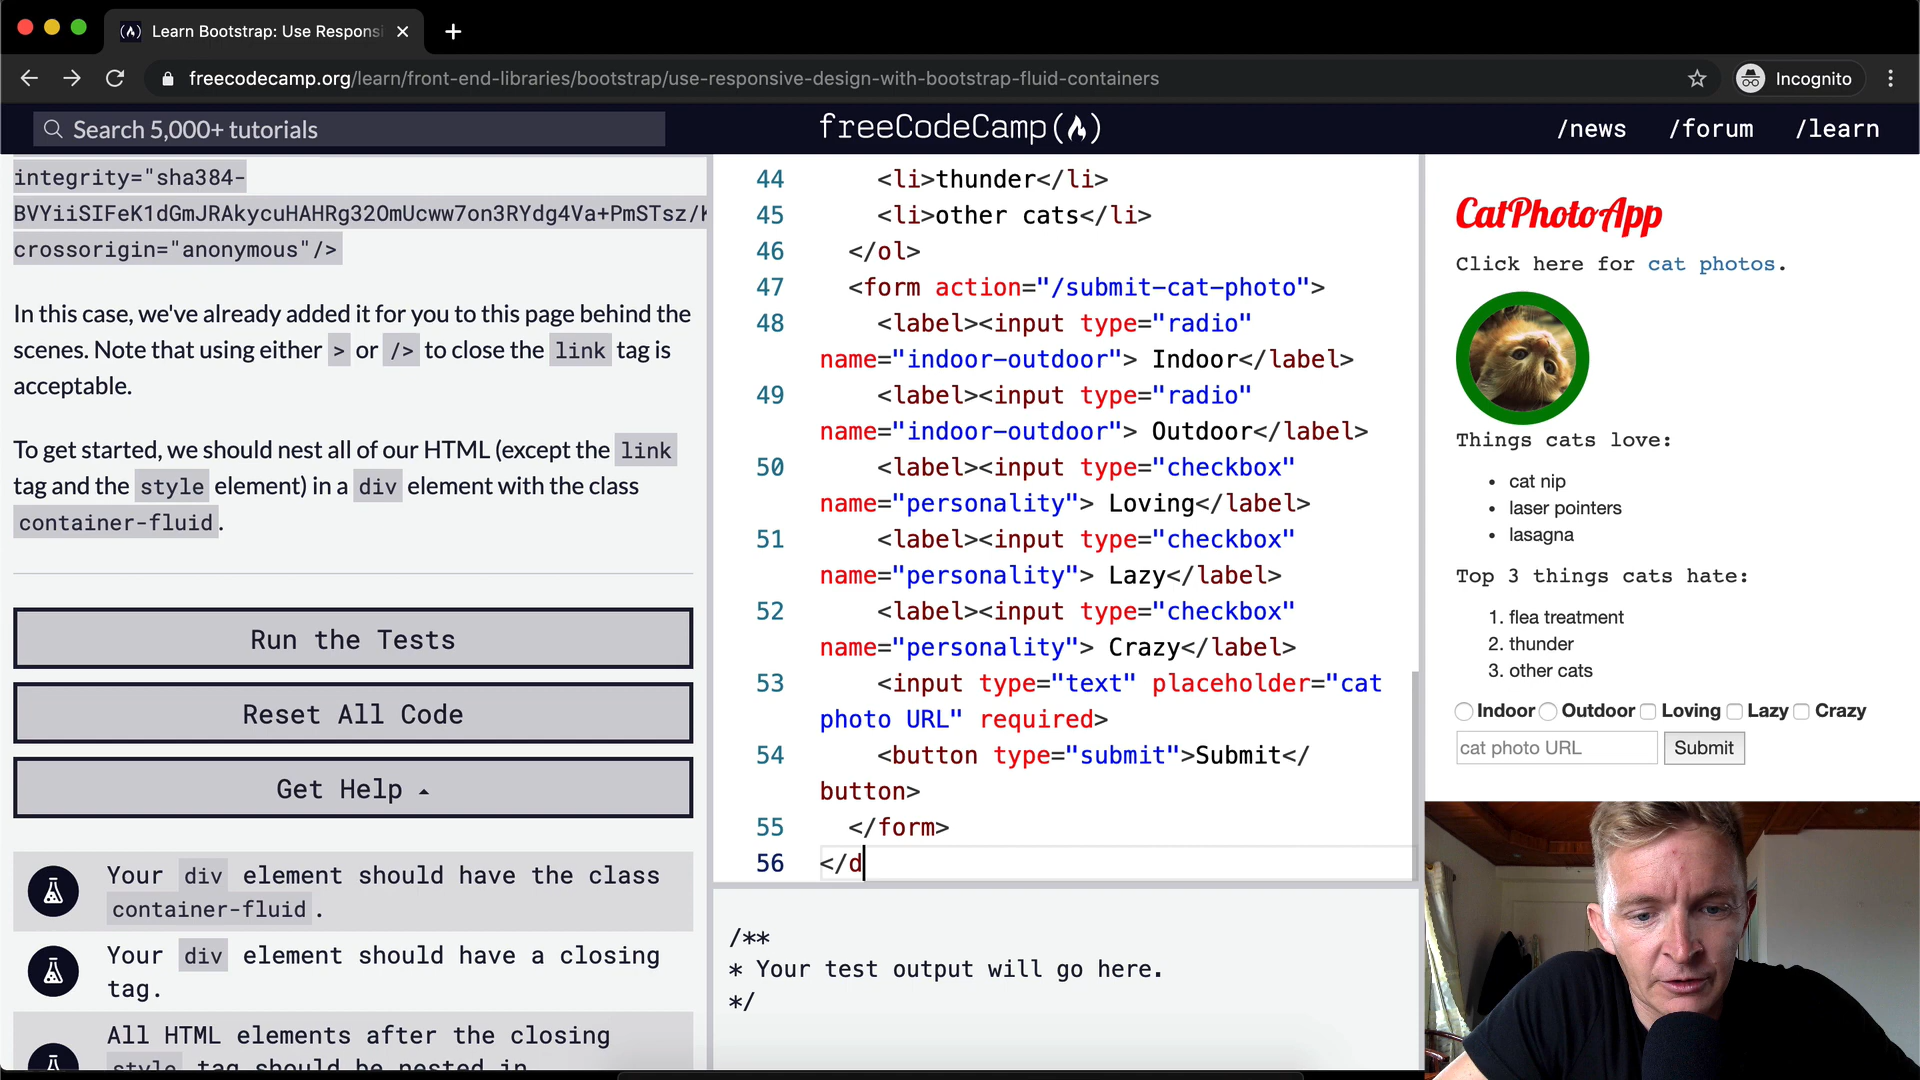 Learn Bootstrap: Use Respons
freecodecamp.org/learn/front-end-libraries/bootstrap/use-responsive-design-with-bootstrap-fluid-containers
Incognito
Search 5,000+ tutorials
freeCodeCamp
/news
/forum
/learn
integrity="sha384-
BVYiiSIFeK1dGmJRAkycuHAHRg32OmUcww7on3RYdg4Va+PmSTsz/K
crossorigin="anonymous"/>
In this case, we've already added it for you to this page behind the
scenes. Note that using either > or /> to close the link tag is
acceptable.
To get started, we should nest all of our HTML (except the link
tag and the style element) in a div element with the class
container-fluid.
Run the Tests
Reset All Code
Get Help
Your div element should have the class
container-fluid.
Your div element should have a closing
tag.
All HTML elements after the closing
style tag should be nested in
44 <li>thunder</li>
45 <li>other cats</li>
46 </ol>
47 <form action="/submit-cat-photo">
48 <label><input type="radio"
name="indoor-outdoor"> Indoor</label>
49 <label><input type="radio"
name="indoor-outdoor"> Outdoor</label>
50 <label><input type="checkbox"
name="personality"> Loving</label>
51 <label><input type="checkbox"
name="personality"> Lazy</label>
52 <label><input type="checkbox"
name="personality"> Crazy</label>
53 <input type="text" placeholder="cat
photo URL" required>
54 <button type="submit">Submit</
button>
55 </form>
56 </d
/**
* Your test output will go here.
*/
CatPhotoApp
Click here for cat photos.
Things cats love:
• cat nip
• laser pointers
• lasagna
Top 3 things cats hate:
1. flea treatment
2. thunder
3. other cats
Indoor Outdoor Loving Lazy Crazy
cat photo URL Submit